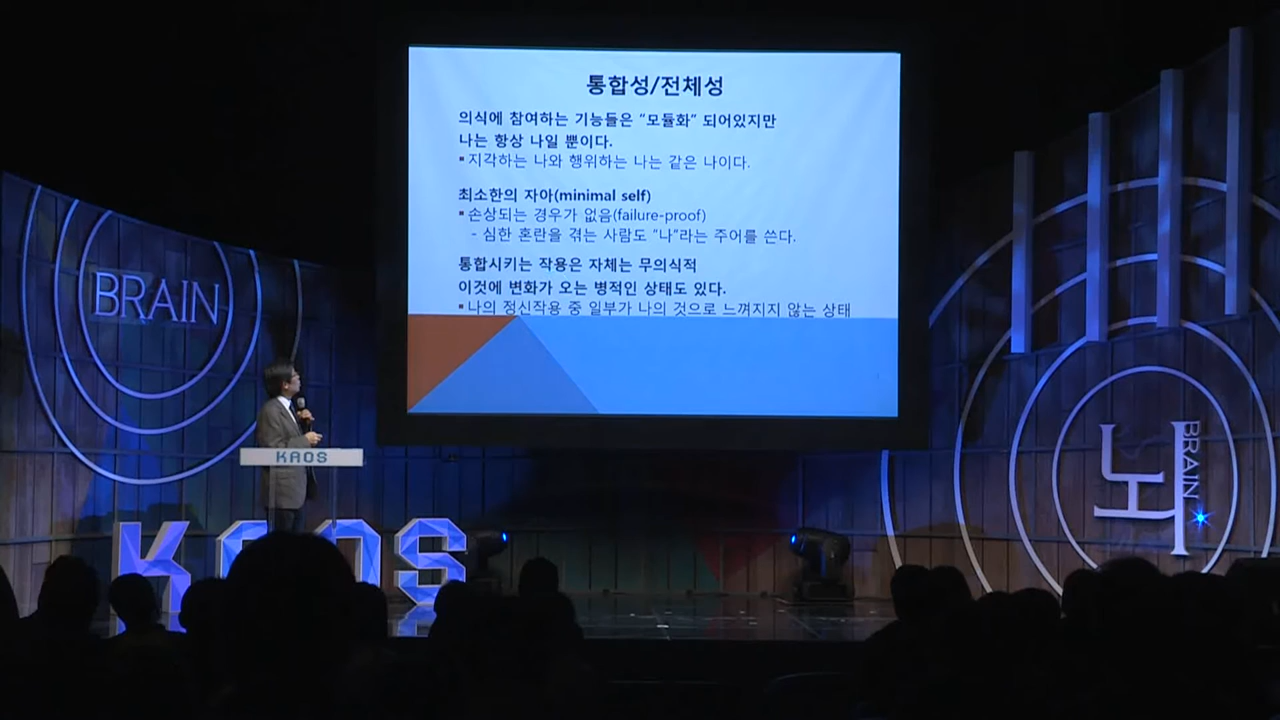 통합성/전체성
의식에 참여하는 기능들은 “모듈화” 되어있지만
나는 항상 나일 뿐이다.
▪지각하는 나와 행위하는 나는 같은 나이다.
최소한의 자아(minimal self)
▪손상되는 경우가 없음(failure-proof)
- 심한 혼란을 겪는 사람도 “나”라는 주어를 쓴다.
통합시키는 작용은 자체는 무의식적
이것에 변화가 오는 병적인 상태도 있다.
▪나의 정신작용 중 일부가 나의 것으로 느껴지지 않는 상태
BRAIN
KAOS
KAOS
뇌
BRAIN